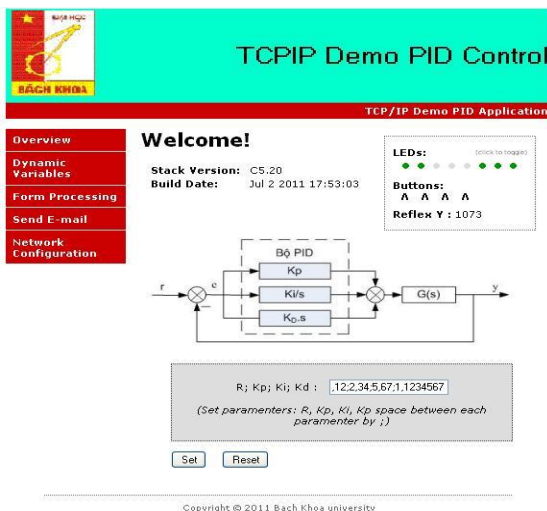 ĐẠI HỌC
BÁCH KHOA
TCPIP Demo PID Control
TCP/IP Demo PID Application
Overview
Dynamic
Variables
Form Processing
Send E-mail
Network
Configuration
Welcome!
Stack Version: C5.20
Build Date: Jul 2 2011 17:53:03
LEDs: (click to toggle)
Buttons:
Λ Λ Λ Λ
Reflex Y : 1073
Bộ PID
Kp
r e Ki/s G(s) y
K_D.s
R; Kp; Ki; Kd : ,12;2,34;5,67;1,1234567
(Set paramenters: R, Kp, Ki, Kp space between each
paramenter by ;)
Set Reset
Copyright © 2011 Bach Khoa university